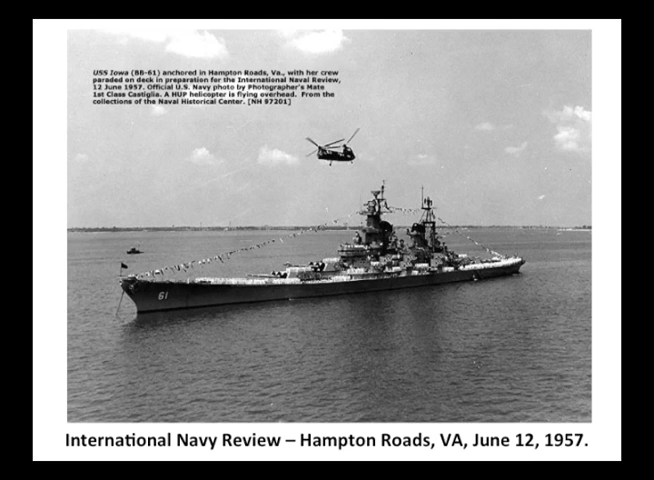 USS Iowa (BB-61) anchored in Hampton Roads, Va., with her crew
paraded on deck in preparation for the International Naval Review,
12 June 1957. Official U.S. Navy photo by Photographer's Mate
1st Class Castiglia. A HUP helicopter is flying overhead. From the
collections of the Naval Historical Center. [NH 97201]
61
International Navy Review – Hampton Roads, VA, June 12, 1957.